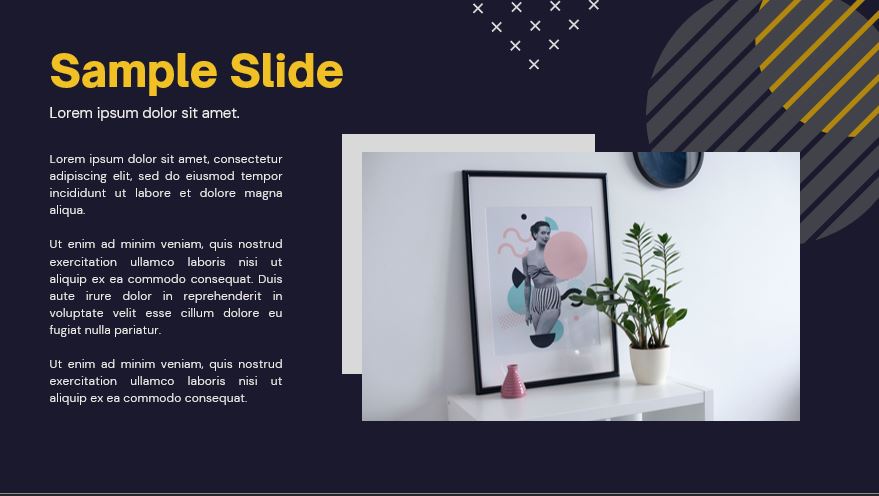 Sample Slide
Lorem ipsum dolor sit amet.
Lorem ipsum dolor sit amet, consectetur
adipiscing elit, sed do eiusmod tempor
incididunt ut labore et dolore magna
aliqua.
Ut enim ad minim veniam, quis nostrud
exercitation ullamco laboris nisi ut
aliquip ex ea commodo consequat. Duis
aute irure dolor in reprehenderit in
voluptate velit esse cillum dolore eu
fugiat nulla pariatur.
Ut enim ad minim veniam, quis nostrud
exercitation ullamco laboris nisi ut
aliquip ex ea commodo consequat.